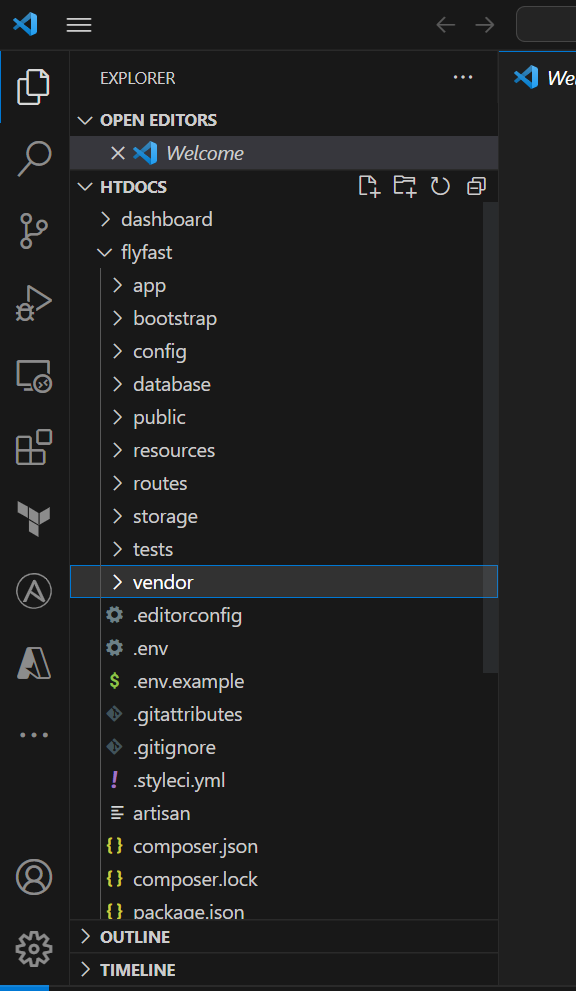 EXPLORER
Wel
OPEN EDITORS
Welcome
HTDOCS
dashboard
flyfast
app
bootstrap
config
database
public
resources
routes
storage
tests
vendor
.editorconfig
.env
$ .env.example
.gitattributes
.gitignore
! .styleci.yml
artisan
{} composer.json
{} composer.lock
{} package.json
OUTLINE
TIMELINE